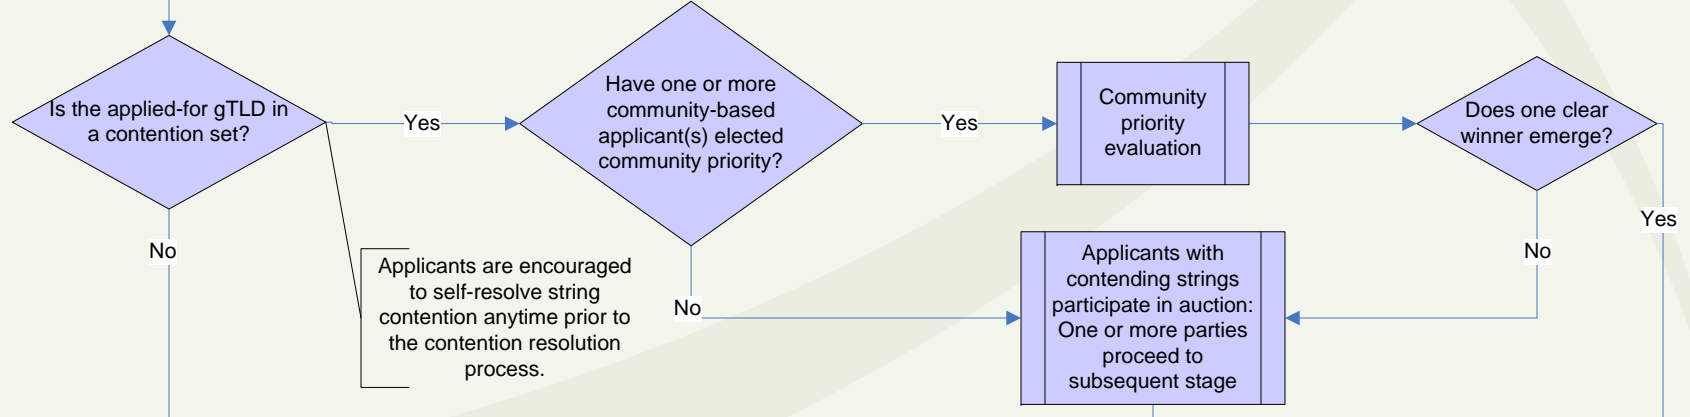 Is the applied-for gTLD in
a contention set?
Yes
Have one or more
community-based
applicant(s) elected
community priority?
Yes
Community
priority
evaluation
Does one clear
winner emerge?
Yes
No
No
Applicants are encouraged
to self-resolve string
contention anytime prior to
the contention resolution
process.
No
Applicants with
contending strings
participate in auction:
One or more parties
proceed to
subsequent stage